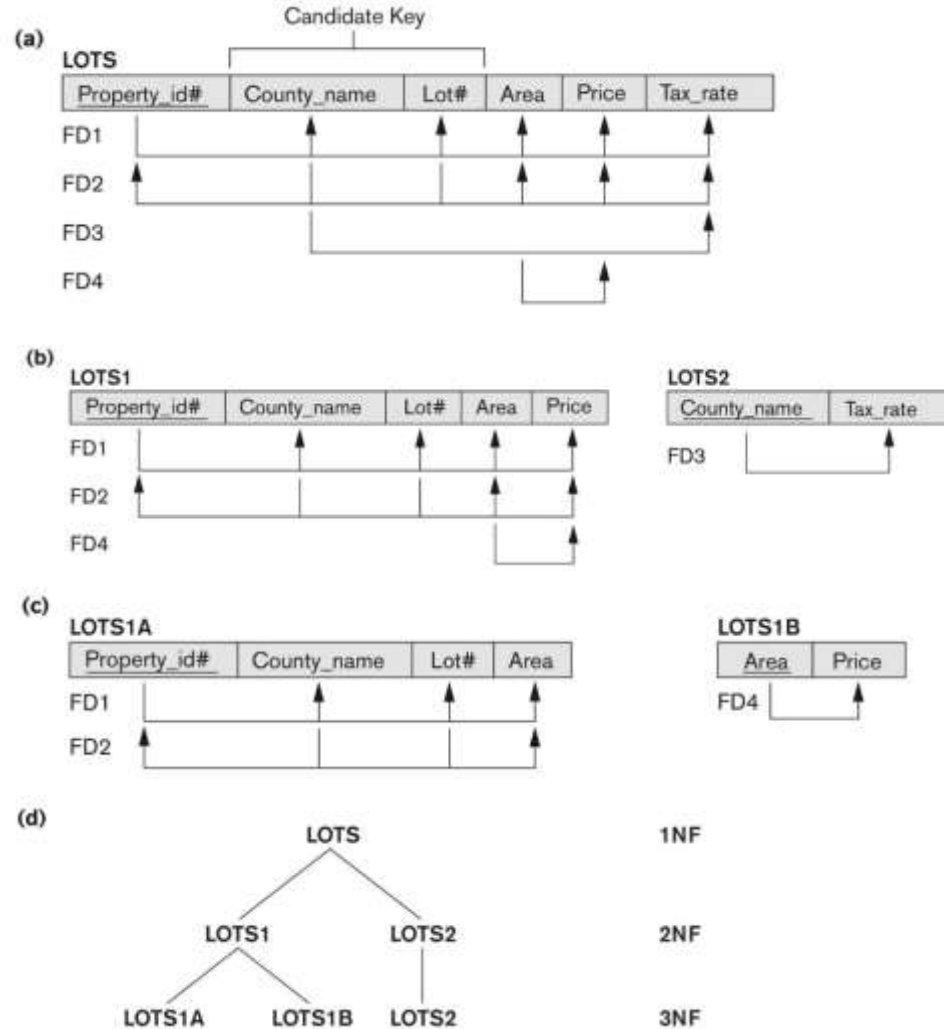 Candidate Key
(a)
LOTS
Property_id# County_name Lot# Area Price Tax_rate
FD1
FD2
FD3
FD4
(b)
LOTS1
Property_id# County_name Lot# Area Price
FD1
FD2
FD4
LOTS2
County_name Tax_rate
FD3
(c)
LOTS1A
Property_id# County_name Lot# Area
FD1
FD2
LOTS1B
Area Price
FD4
(d)
LOTS 1NF
LOTS1 LOTS2 2NF
LOTS1A LOTS1B LOTS2 3NF